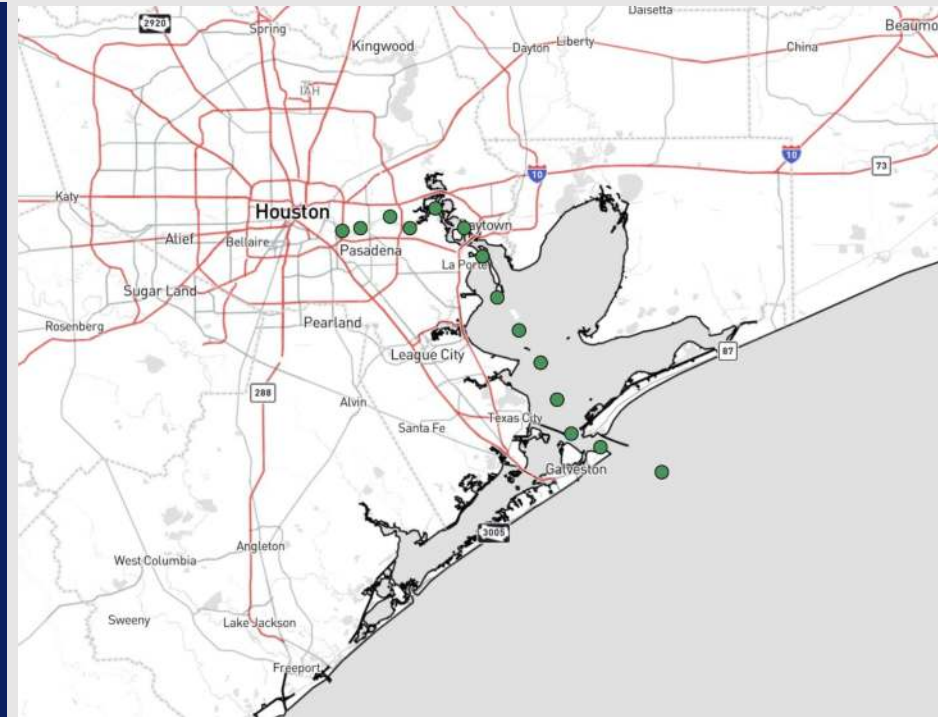 Daisetta
2920
Spring
Beaumo
Kingwood
Liberty
Dayton
China
IAH
10
73
10
Katy
Houston
Alief
Bellaire
Pasadena
aytown
La Porte
Sugar Land
Pearland
Rosenberg
League City
87
288
Alvin
Texas City
Santa Fe
Galveston
3005
Angleton
West Columbia
Sweeny
Lake Jackson
Freeport